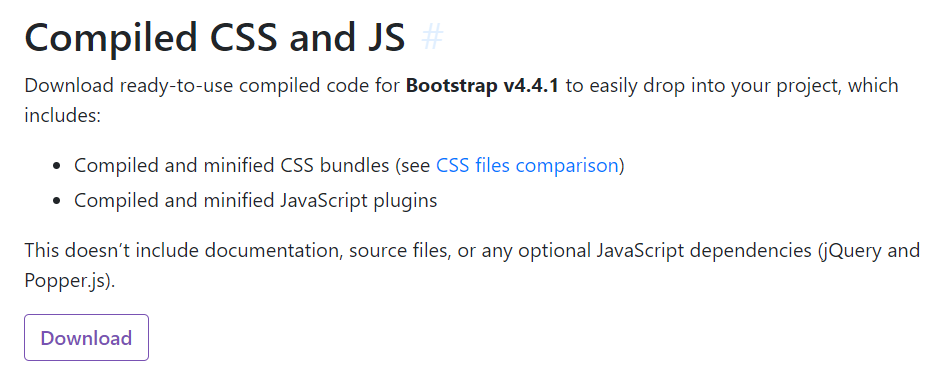 Compiled CSS and JS #
Download ready-to-use compiled code for Bootstrap v4.4.1 to easily drop into your project, which
includes:
• Compiled and minified CSS bundles (see CSS files comparison)
• Compiled and minified JavaScript plugins
This doesn’t include documentation, source files, or any optional JavaScript dependencies (jQuery and
Popper.js).
Download